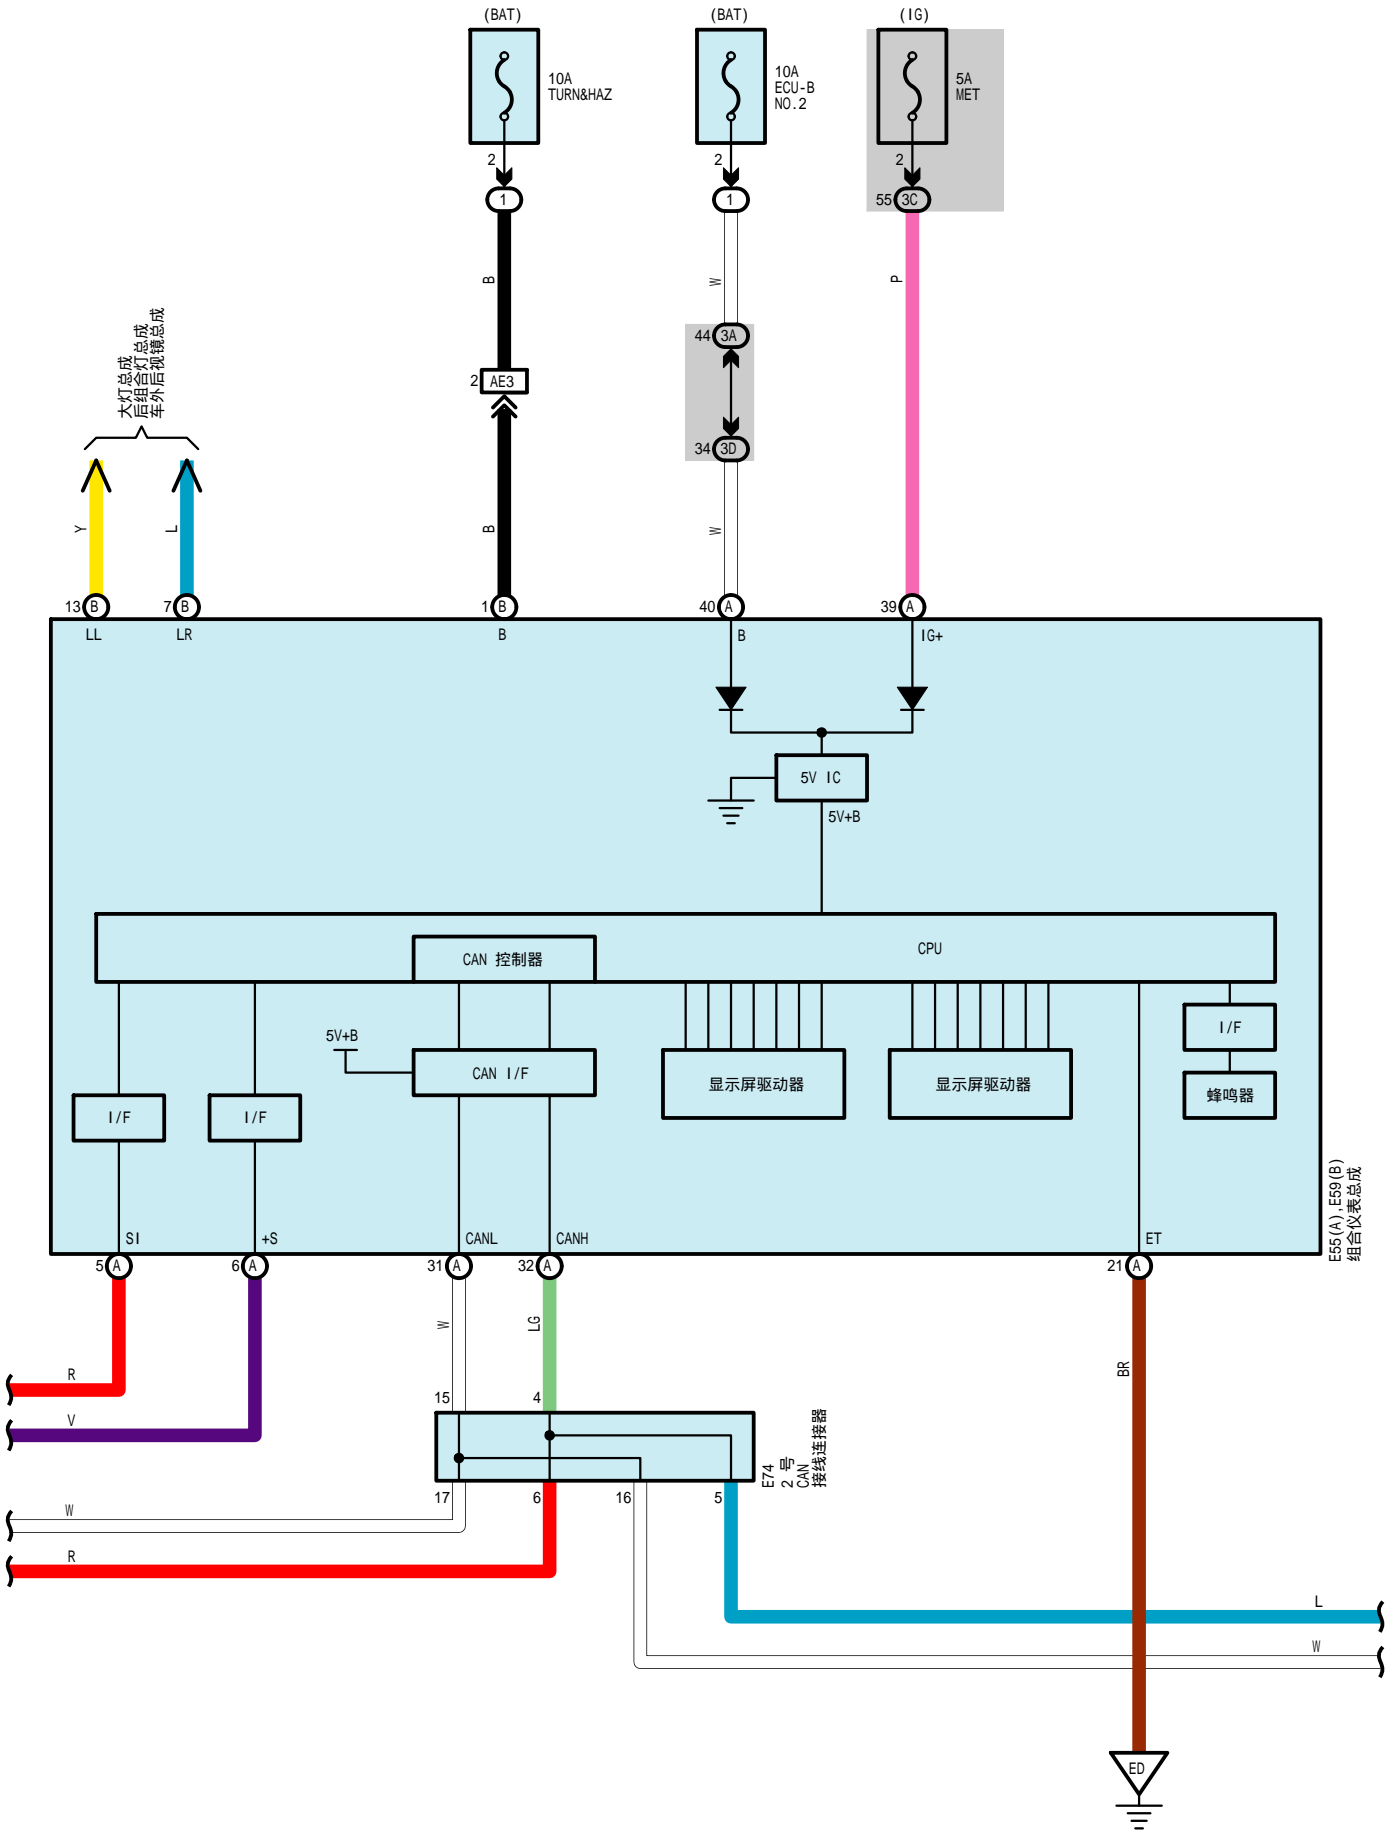 (BAT)
(BAT)
(IG)
10A
TURN&HAZ
10A
ECU-B
NO.2
5A
MET
2
2
2
1
1
55 3C
B
W
P
44 3A
大灯总成
后组合灯总成
车外后视镜总成
2 AE3
34 3D
Y
L
B
W
13 B
7 B
1 B
40 A
39 A
LL
LR
B
B
IG+
5V IC
5V+B
CPU
CAN 控制器
I/F
5V+B
CAN I/F
显示屏驱动器
显示屏驱动器
蜂鸣器
I/F
I/F
E55(A),E59(B)
组合仪表总成
SI
+S
CANL
CANH
ET
5 A
6 A
31 A
32 A
21 A
W
LG
BR
R
V
15
4
E74
2 号
CAN
接线连接器
17
6
16
5
W
R
L
W
ED